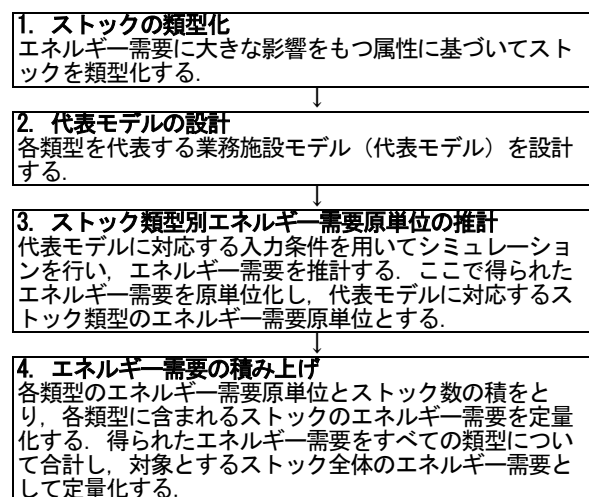 1. ストックの類型化
エネルギー需要に大きな影響をもつ属性に基づいてスト
ックを類型化する.
↓
2. 代表モデルの設計
各類型を代表する業務施設モデル（代表モデル）を設計
する.
↓
3. ストック類型別エネルギー需要原単位の推計
代表モデルに対応する入力条件を用いてシミュレーショ
ンを行い，エネルギー需要を推計する．ここで得られた
エネルギー需要を原単位化し，代表モデルに対応するス
トック類型のエネルギー需要原単位とする.
↓
4. エネルギー需要の積み上げ
各類型のエネルギー需要原単位とストック数の積をと
り，各類型に含まれるストックのエネルギー需要を定量
化する．得られたエネルギー需要をすべての類型につい
て合計し，対象とするストック全体のエネルギー需要と
して定量化する.